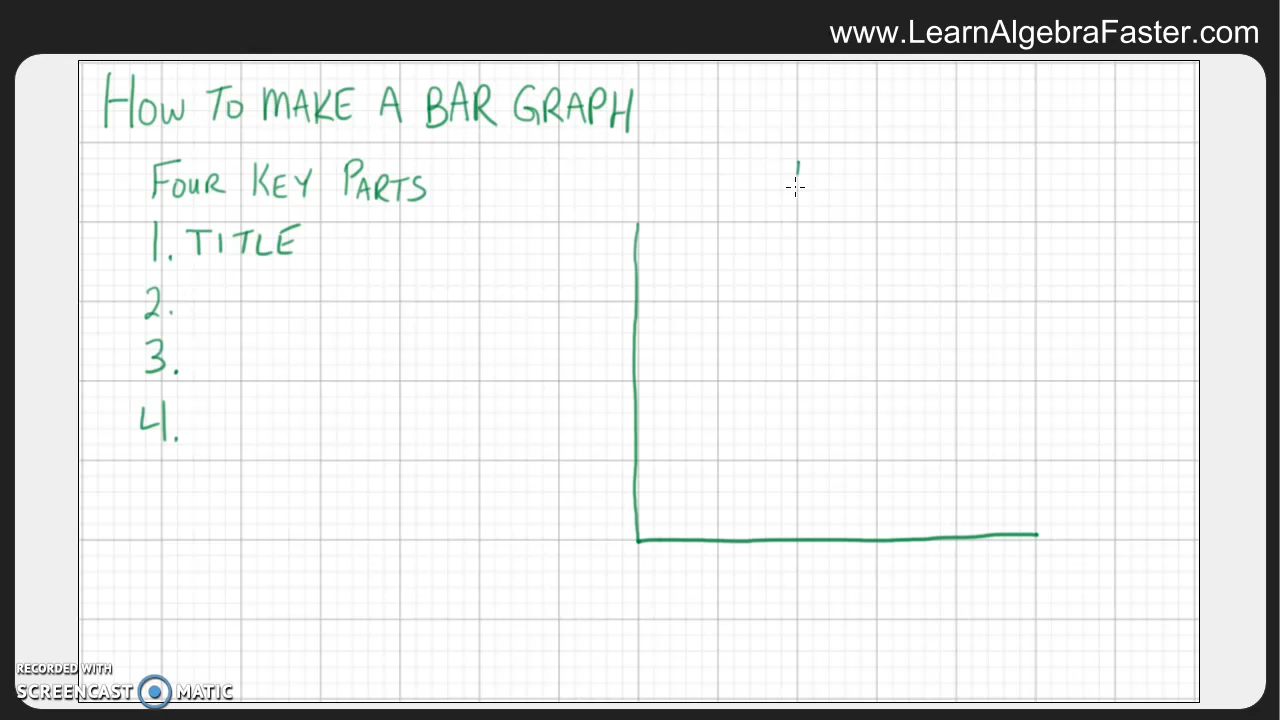 www.LearnAlgebraFaster.com
HOW TO MAKE A BAR GRAPH
FOUR KEY PARTS
1. TITLE
2.
3.
4.
RECORDED WITH
SCREENCAST MATIC